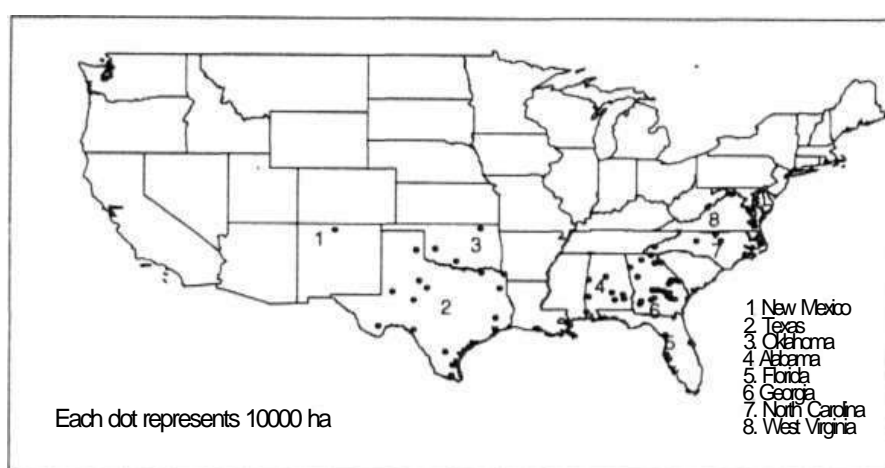 1
3
8
7
4
2
6
5
1 New Mexico
2 Texas
3. Oklahoma
4 Alabama
5. Florida
6 Georgia
7. North Carolina
8. West Virginia
Each dot represents 10000 ha